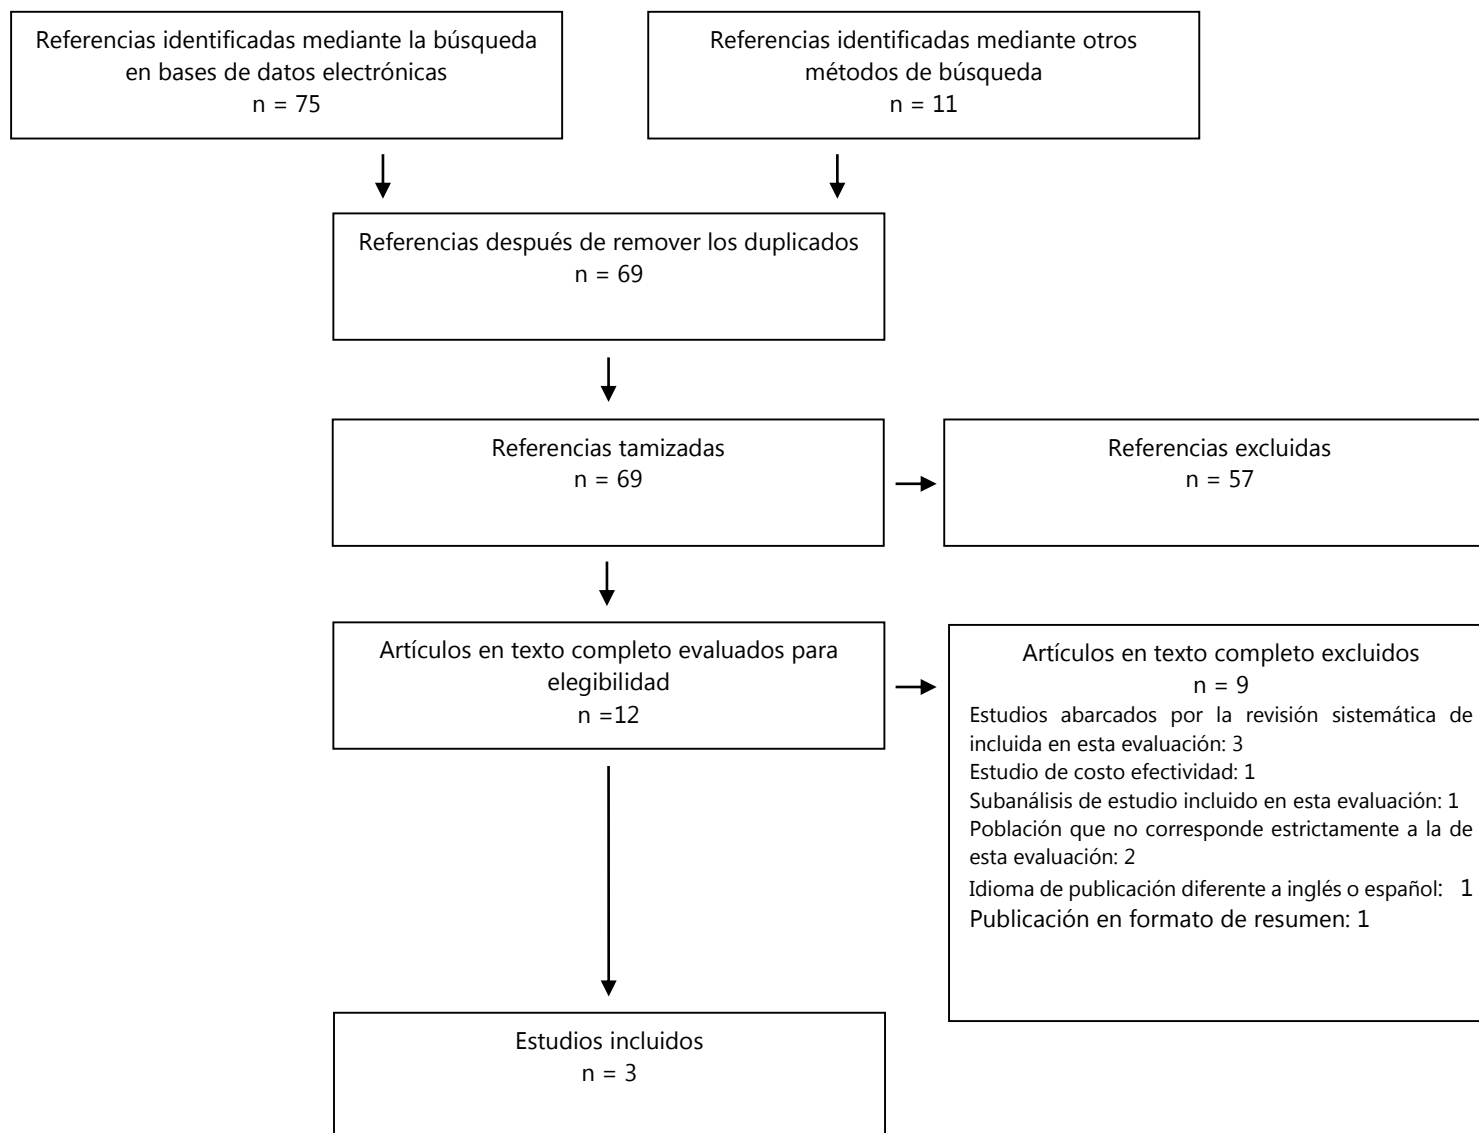 Referencias identificadas mediante la búsqueda
en bases de datos electrónicas
n = 75
Referencias identificadas mediante otros
métodos de búsqueda
n = 11
Referencias después de remover los duplicados
n = 69
Referencias tamizadas
n = 69
Referencias excluidas
n = 57
Artículos en texto completo evaluados para
elegibilidad
n =12
Artículos en texto completo excluidos
n = 9
Estudios abarcados por la revisión sistemática de
incluida en esta evaluación: 3
Estudio de costo efectividad: 1
Subanálisis de estudio incluido en esta evaluación: 1
Población que no corresponde estrictamente a la de
esta evaluación: 2
Idioma de publicación diferente a inglés o español: 1
Publicación en formato de resumen: 1
Estudios incluidos
n = 3